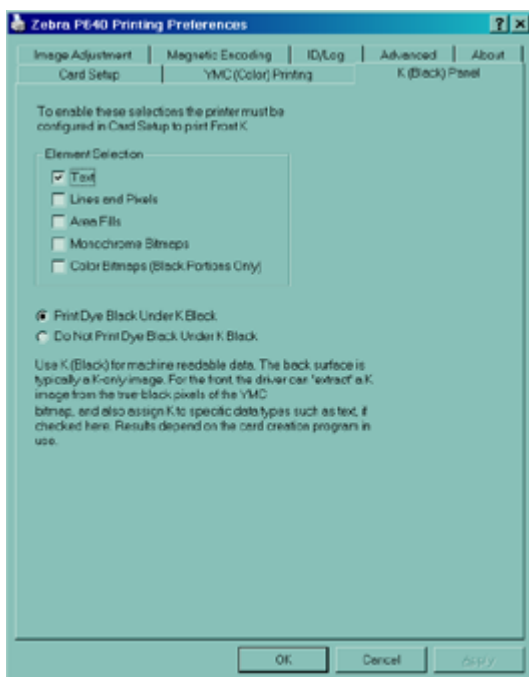 Zebra P640 Printing Preferences
Image Adjustment Magnetic Encoding ID/Log Advanced About
Card Setup YMC (Color) Printing K (Black) Panel
To enable these selections the printer must be
configured in Card Setup to print Front K
Element Selection
Text
Lines and Pixels
Area Fills
Monochrome Bitmaps
Color Bitmaps (Black Portions Only)
Print Dye Black Under K Black
Do Not Print Dye Black Under K Black
Use K (Black) for machine readable data. The back surface is
typically a K-only image. For the front the driver can "extract" a K
image from the true-black pixels of the YMC
bitmap, and also assign K to specific data types such as text, if
checked here. Results depend on the card creation program in
use.
OK Cancel Apply